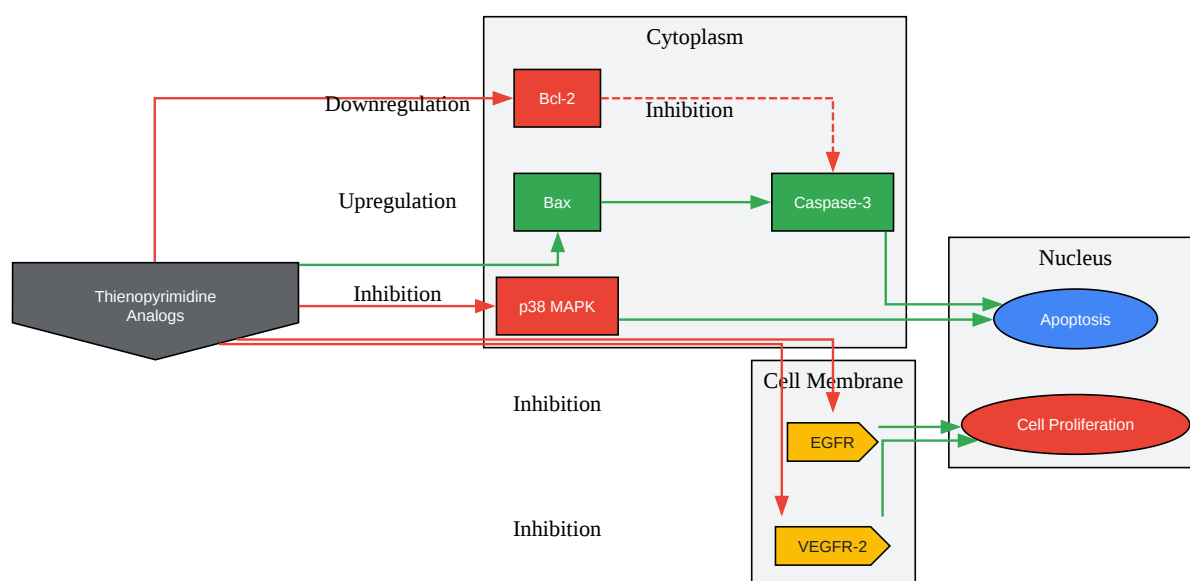 Cytoplasm
Bcl-2
Downregulation
Inhibition
Upregulation
Bax
Caspase-3
Nucleus
Thienopyrimidine
Analogs
Inhibition
p38 MAPK
Apoptosis
Cell Membrane
Inhibition
Cell Proliferation
EGFR
Inhibition
VEGFR-2